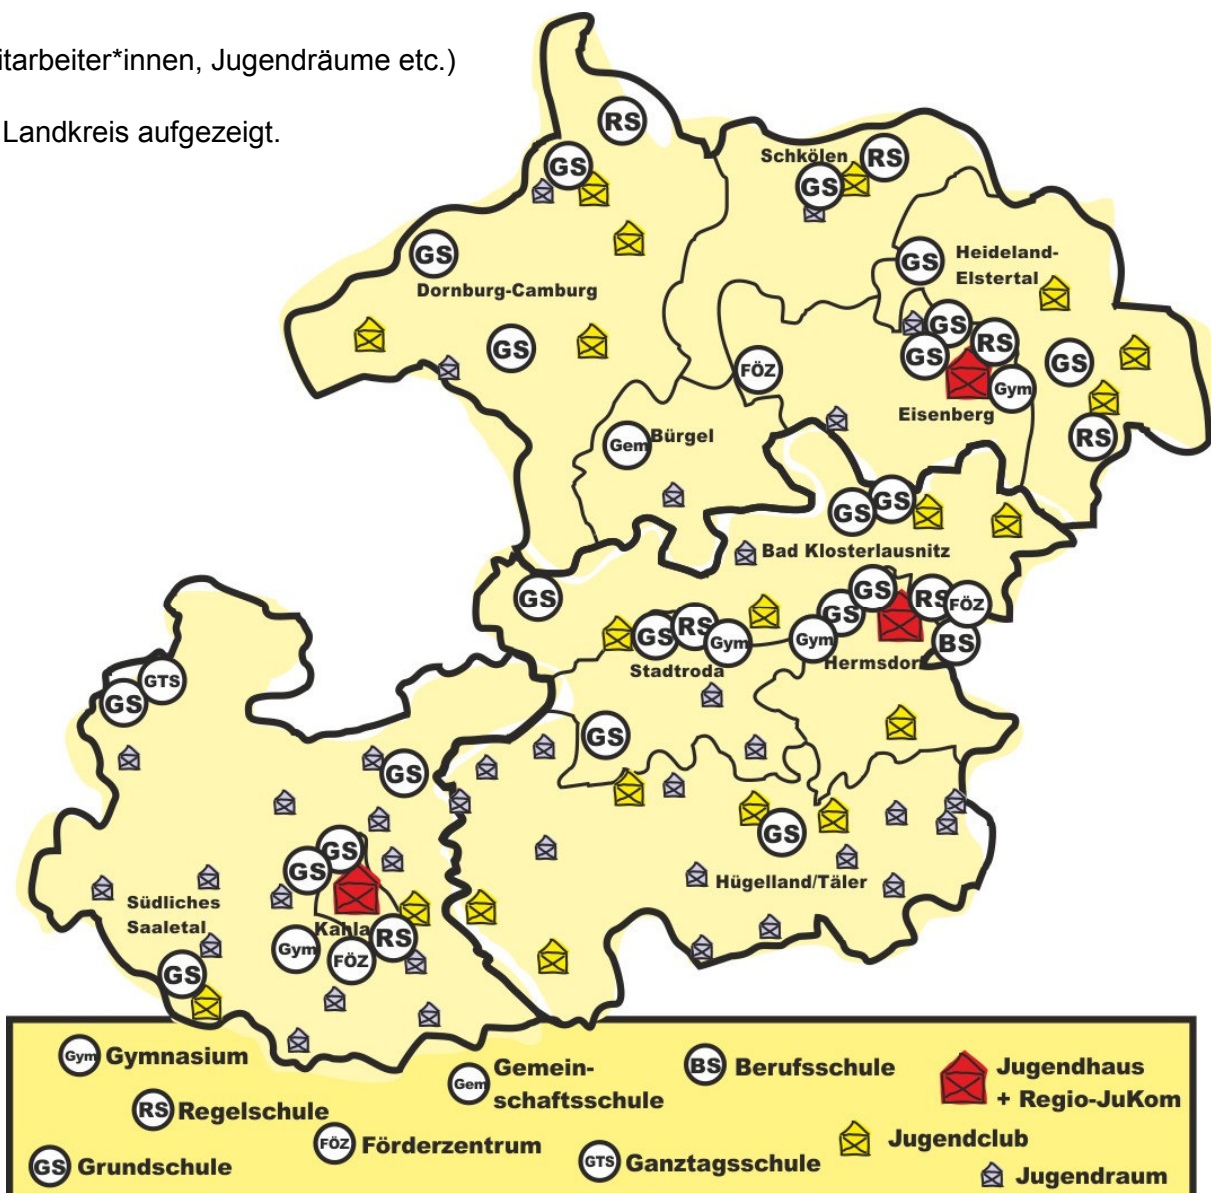 itarbeiter*innen, Jugendräume etc.)
Landkreis aufgezeigt.
RS
GS
Schkölen
RS
GS
GS
Dornburg-Camburg
GS
Heideland-
Elstertal
GS
GS
GS
RS
GS
FÖZ
Gym
Eisenberg
Gem
Bürgel
RS
GS
GS
Bad Klosterlausnitz
GS
GS
GS
RS
FÖZ
GS
RS
Gym
Gym
BS
Stadtroda
Hermsdorf
GTS
GS
GS
GS
GS
GS
GS
Hügelland/Täler
Südliches
Saaletal
Kahla
Gym
FÖZ
RS
GS
Gym Gymnasium
RS Regelschule
GS Grundschule
Gem Gemein-
schaftsschule
FÖZ Förderzentrum
BS Berufsschule
GTS Ganztagsschule
Jugendhaus
+ Regio-JuKom
Jugendclub
Jugendraum